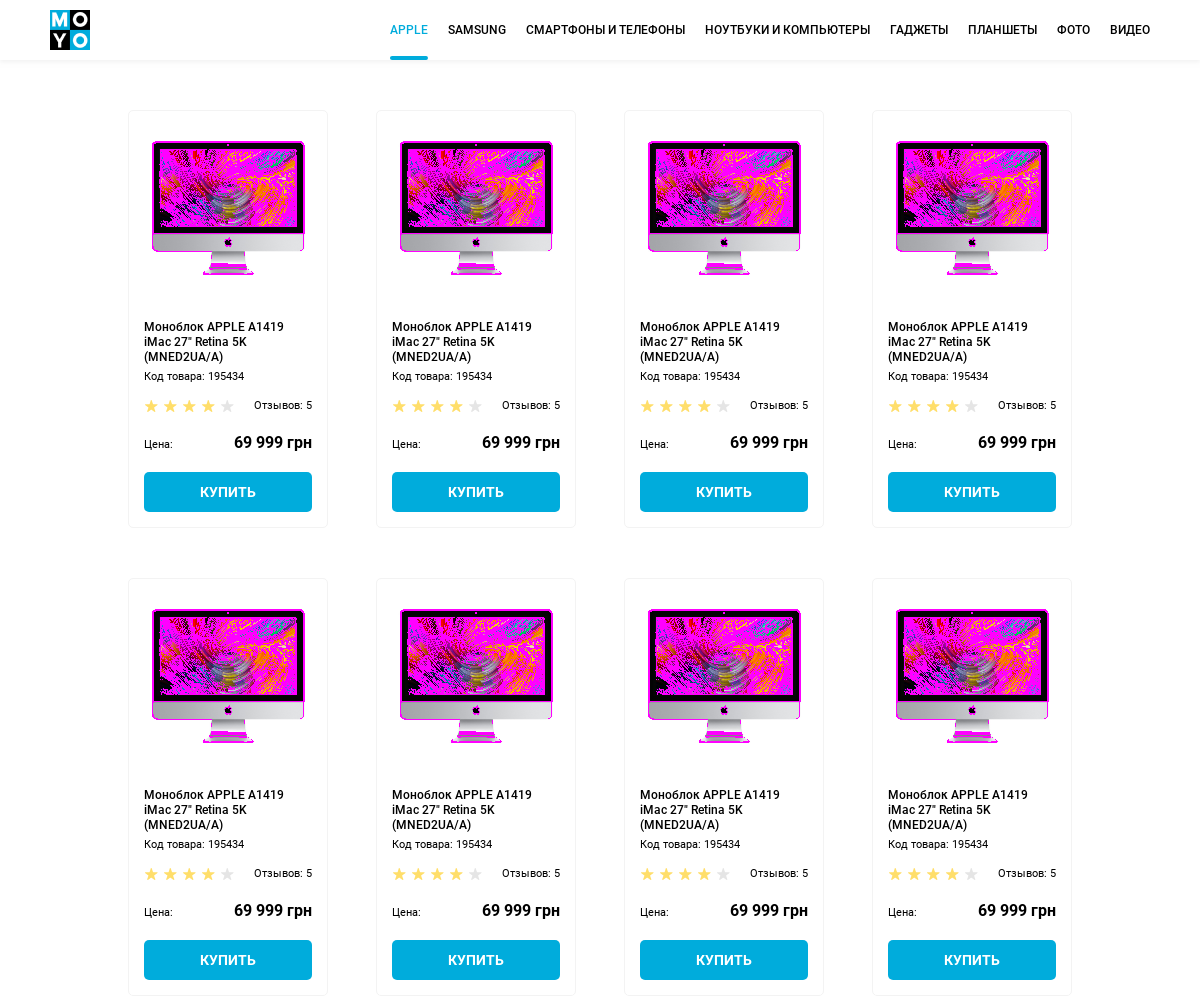 MO
YO
APPLE SAMSUNG СМАРТФОНЫ И ТЕЛЕФОНЫ НОУТБУКИ И КОМПЬЮТЕРЫ ГАДЖЕТЫ ПЛАНШЕТЫ ФОТО ВИДЕО
Моноблок APPLE A1419 iMac 27" Retina 5K (MNED2UA/A)
Код товара: 195434
Отзывов: 5
Цена: 69 999 грн
КУПИТЬ
Моноблок APPLE A1419 iMac 27" Retina 5K (MNED2UA/A)
Код товара: 195434
Отзывов: 5
Цена: 69 999 грн
КУПИТЬ
Моноблок APPLE A1419 iMac 27" Retina 5K (MNED2UA/A)
Код товара: 195434
Отзывов: 5
Цена: 69 999 грн
КУПИТЬ
Моноблок APPLE A1419 iMac 27" Retina 5K (MNED2UA/A)
Код товара: 195434
Отзывов: 5
Цена: 69 999 грн
КУПИТЬ
Моноблок APPLE A1419 iMac 27" Retina 5K (MNED2UA/A)
Код товара: 195434
Отзывов: 5
Цена: 69 999 грн
КУПИТЬ
Моноблок APPLE A1419 iMac 27" Retina 5K (MNED2UA/A)
Код товара: 195434
Отзывов: 5
Цена: 69 999 грн
КУПИТЬ
Моноблок APPLE A1419 iMac 27" Retina 5K (MNED2UA/A)
Код товара: 195434
Отзывов: 5
Цена: 69 999 грн
КУПИТЬ
Моноблок APPLE A1419 iMac 27" Retina 5K (MNED2UA/A)
Код товара: 195434
Отзывов: 5
Цена: 69 999 грн
КУПИТЬ